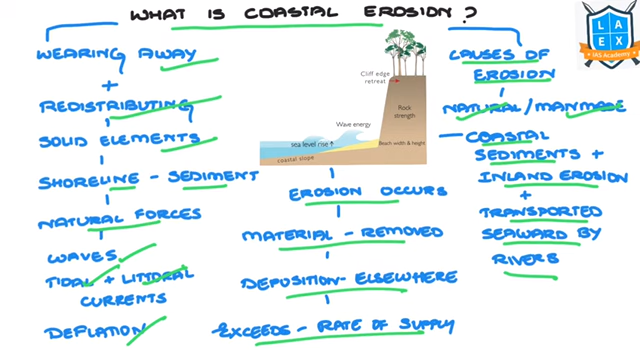 WHAT IS COASTAL EROSION?
WEARING AWAY
+
REDISTRIBUTING
SOLID ELEMENTS
SHORELINE - SEDIMENT
NATURAL FORCES
WAVES
TIDAL + LITTORAL
CURRENTS
DEFLATION
Cliff edge
retreat
Rock
strength
Wave energy
sea level rise
Beach width & height
coastal slope
EROSION OCCURS
MATERIAL - REMOVED
DEPOSITION - ELSEWHERE
EXCEEDS - RATE OF SUPPLY
CAUSES OF
EROSION
NATURAL / MANMADE
COASTAL
SEDIMENTS +
INLAND EROSION
+
TRANSPORTED
SEAWARD BY
RIVERS
L A
E X
IAS Academy